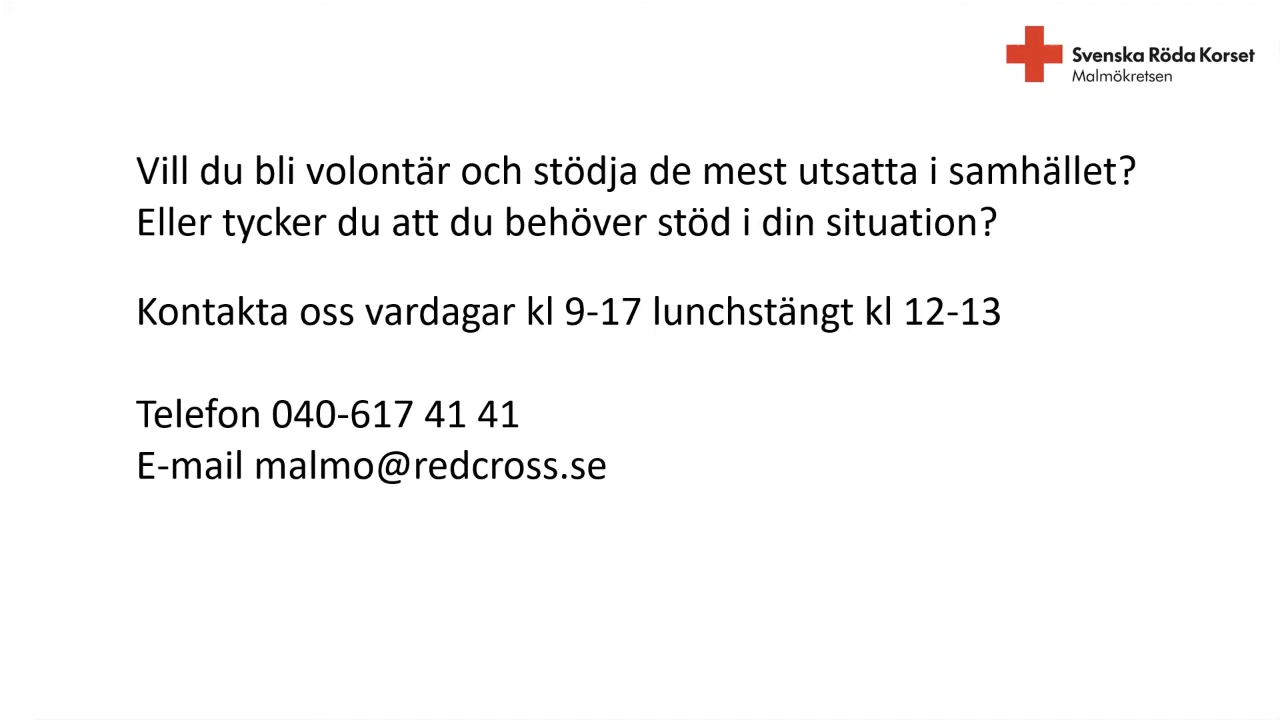 Svenska Röda Korset
Malmökretsen
Vill du bli volontär och stödja de mest utsatta i samhället?
Eller tycker du att du behöver stöd i din situation?
Kontakta oss vardagar kl 9-17 lunchstängt kl 12-13
Telefon 040-617 41 41
E-mail malmo@redcross.se